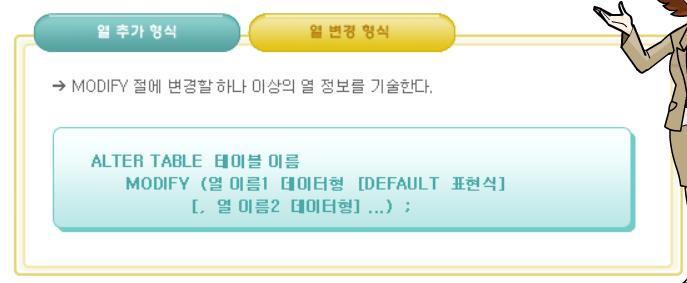 열 추가 형식
열 변경 형식
→ MODIFY 절에 변경할 하나 이상의 열 정보를 기술한다.
ALTER TABLE 테이블 이름
MODIFY (열 이름1 데이터형 [DEFAULT 표현식]
[, 열 이름2 데이터형] ...) ;